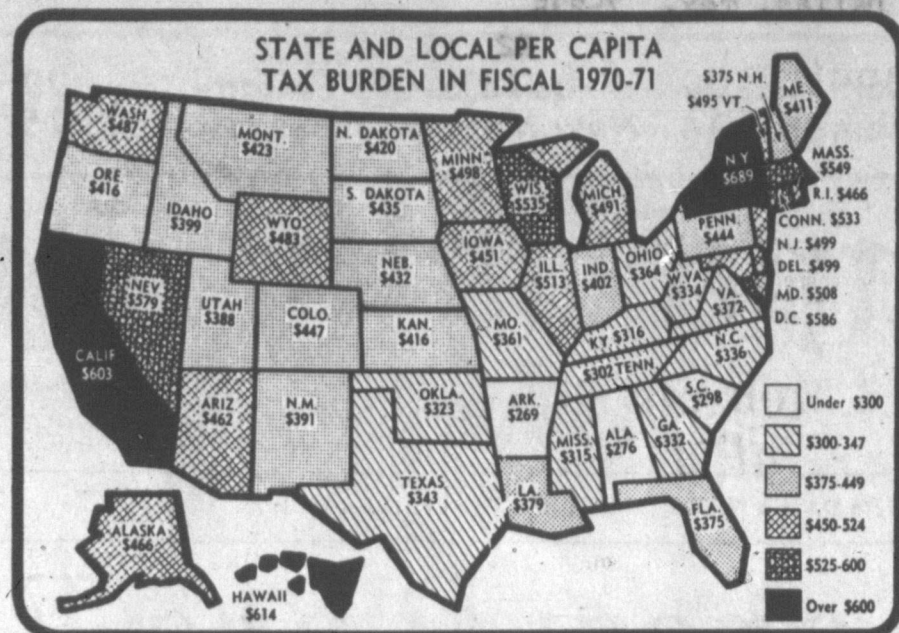 STATE AND LOCAL PER CAPITA
TAX BURDEN IN FISCAL 1970-71
WASH
$487
ORE
$416
IDAHO
$399
MONT.
$423
N. DAKOTA
$420
S. DAKOTA
$435
WYO.
$483
NEB.
$432
MINN.
$498
WIS.
$535
MICH
$491
IOWA
$451
ILL.
$513
IND.
$402
OHIO
$364
PENN.
$444
N Y
$689
$375 N.H.
$495 VT.
ME.
$411
MASS.
$549
R.I. $466
CONN. $533
N.J. $499
DEL. $499
MD. $508
D.C. $586
W.VA.
$334
VA.
$372
N.C.
$336
S.C.
$298
GA.
$332
FLA.
$375
ALA.
$276
MISS.
$315
$302 TENN.
KY. $316
MO.
$361
ARK.
$269
LA.
$379
TEXAS
$343
OKLA.
$323
KAN.
$416
COLO.
$447
N.M.
$391
ARIZ.
$462
UTAH
$388
NEV
$579
CALIF
$603
ALASKA
$466
HAWAII
$614
Under $300
$300-347
$375-449
$450-524
$525-600
Over $600